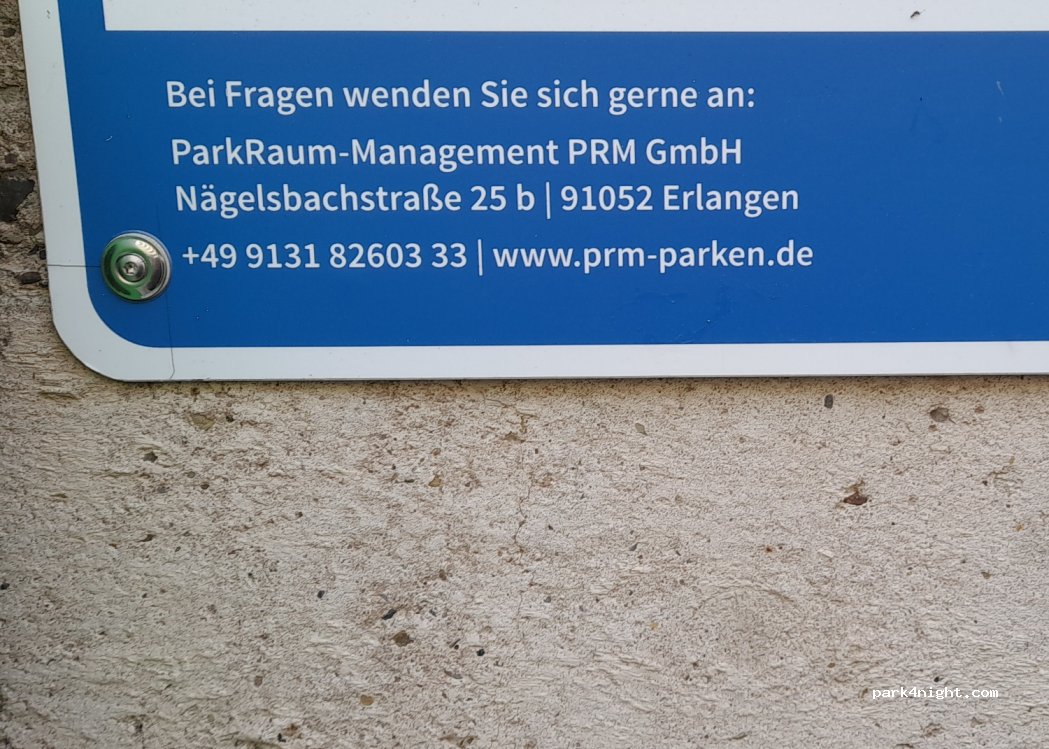 Bei Fragen wenden Sie sich gerne an:
ParkRaum-Management PRM GmbH
Nägelsbachstraße 25 b | 91052 Erlangen
+49 9131 82603 33 | www.prm-parken.de
park4night.com